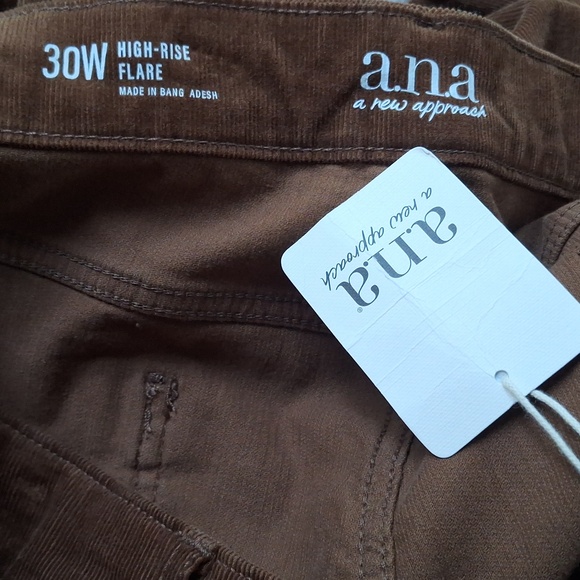 30W HIGH-RISE
FLARE
MADE IN BANG ADESH
a.n.a
a new approach
a.n.a®
a new approach